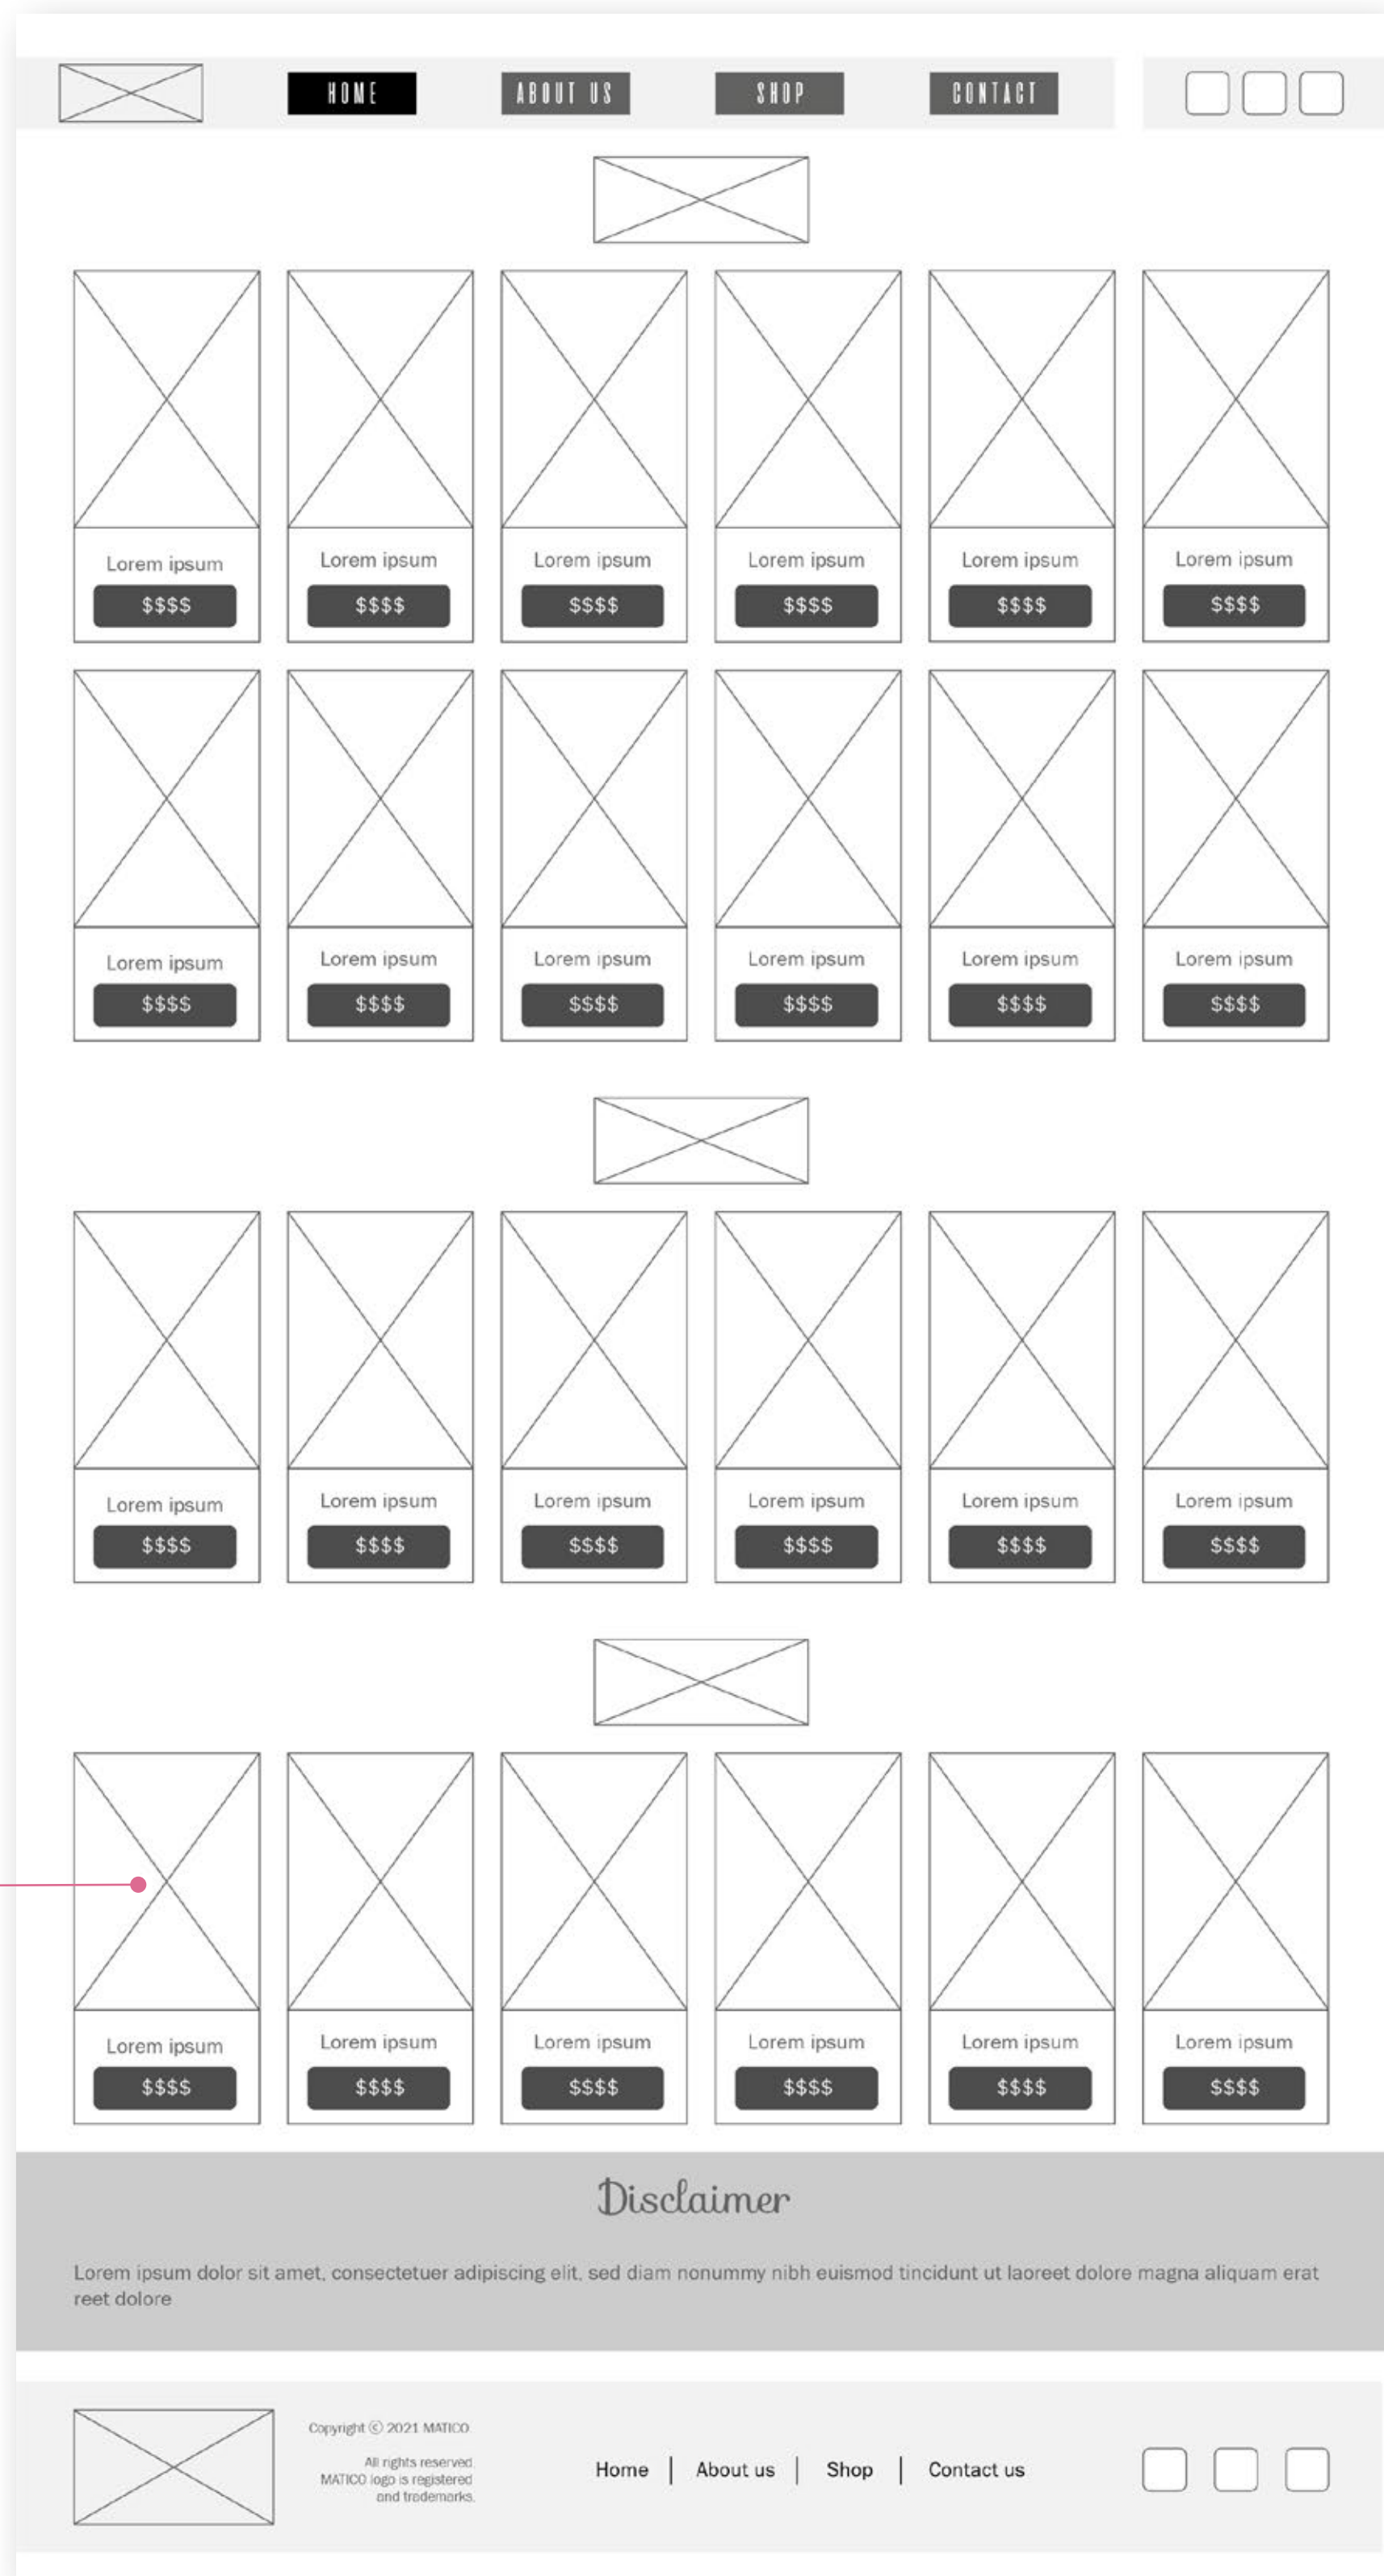 HOME ABOUT US SHOP CONTACT
Lorem ipsum Lorem ipsum Lorem ipsum Lorem ipsum Lorem ipsum Lorem ipsum
$$$$ $$$$ $$$$ $$$$ $$$$ $$$$
Lorem ipsum Lorem ipsum Lorem ipsum Lorem ipsum Lorem ipsum Lorem ipsum
$$$$ $$$$ $$$$ $$$$ $$$$ $$$$
Lorem ipsum Lorem ipsum Lorem ipsum Lorem ipsum Lorem ipsum Lorem ipsum
$$$$ $$$$ $$$$ $$$$ $$$$ $$$$
Lorem ipsum Lorem ipsum Lorem ipsum Lorem ipsum Lorem ipsum Lorem ipsum
$$$$ $$$$ $$$$ $$$$ $$$$ $$$$
Disclaimer
Lorem ipsum dolor sit amet, consectetuer adipiscing elit, sed diam nonummy nibh euismod tincidunt ut laoreet dolore magna aliquam erat
reet dolore
Copyright © 2021 MATICO
All rights reserved.
MATICO logo is registered
and trademarks.
Home | About us | Shop | Contact us